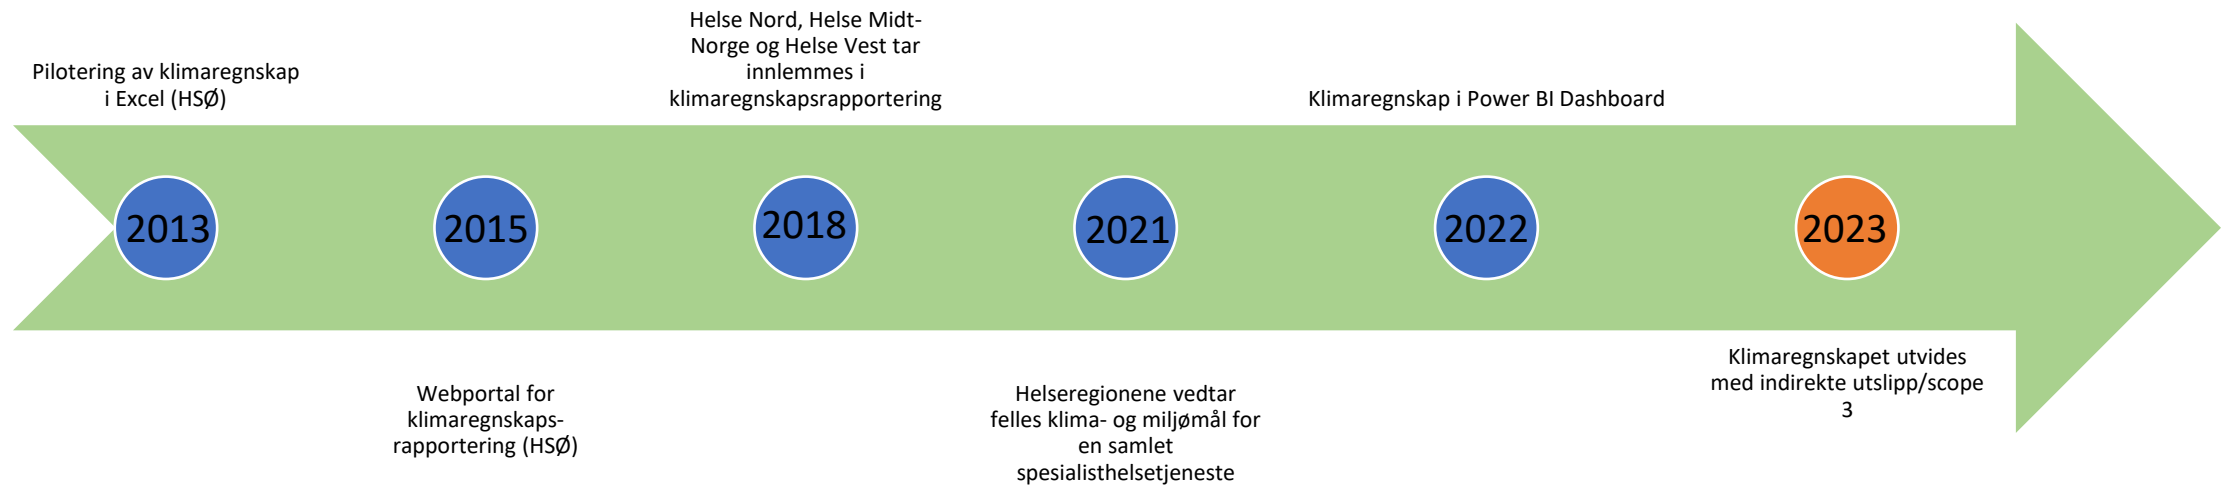 Pilotering av klimaregnskap
i Excel (HSØ)
Helse Nord, Helse Midt-
Norge og Helse Vest tar
innlemmes i
klimaregnskapsrapportering
Klimaregnskap i Power BI Dashboard
2013
2015
2018
2021
2022
2023
Webportal for
klimaregnskaps-
rapportering (HSØ)
Helseregionene vedtar
felles klima- og miljømål for
en samlet
spesialisthelsetjeneste
Klimaregnskapet utvides
med indirekte utslipp/scope
3